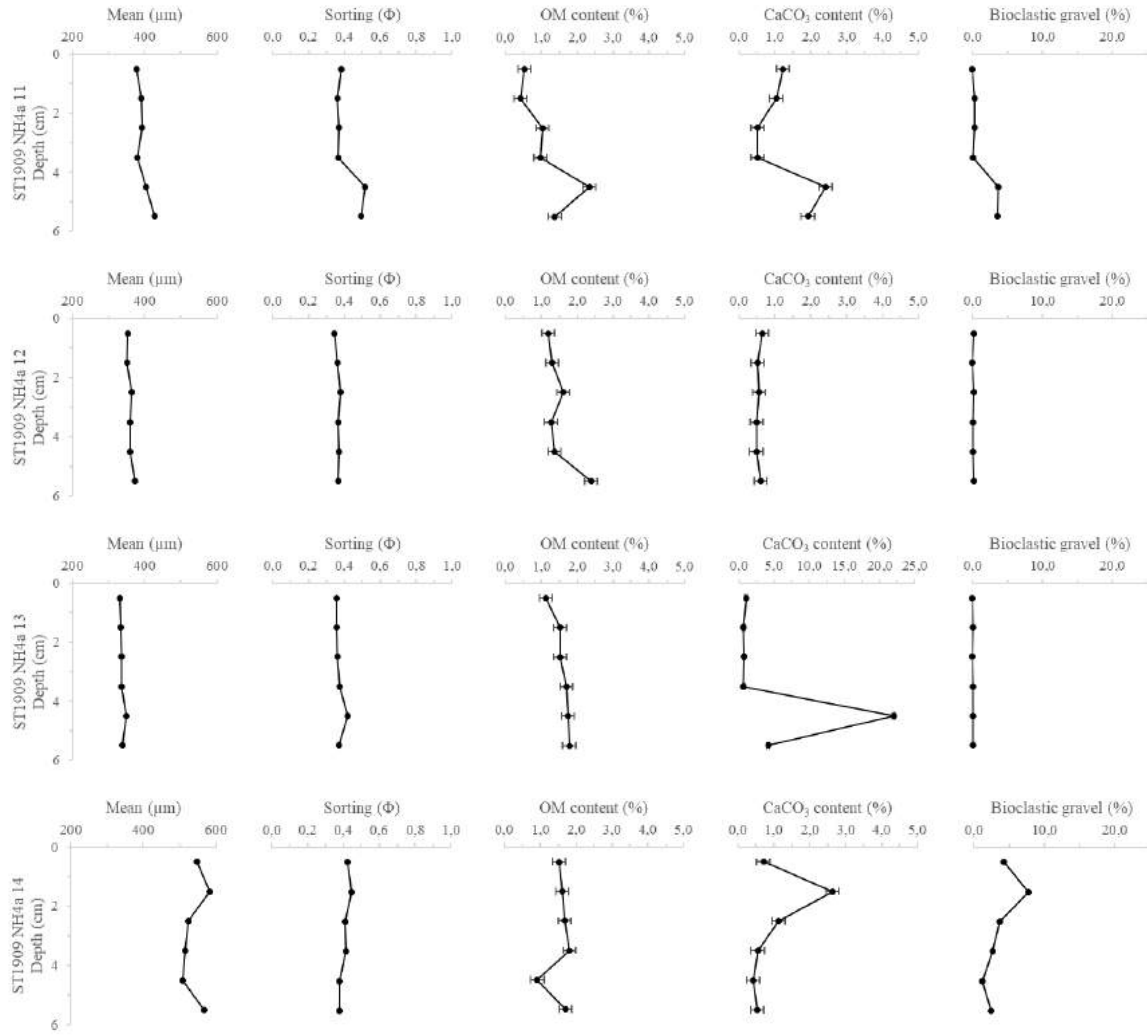 Mean (µm) Sorting (Φ) OM content (%) CaCO₃ content (%) Bioclastic gravel (%)
200 400 600 0,0 0,2 0,4 0,6 0,8 1,0 0,0 1,0 2,0 3,0 4,0 5,0 0,0 1,0 2,0 3,0 4,0 5,0 0,0 10,0 20,0
0
2
4
6
ST1909 NH4a 11
Depth (cm)
Mean (µm) Sorting (Φ) OM content (%) CaCO₃ content (%) Bioclastic gravel (%)
200 400 600 0,0 0,2 0,4 0,6 0,8 1,0 0,0 1,0 2,0 3,0 4,0 5,0 0,0 1,0 2,0 3,0 4,0 5,0 0,0 10,0 20,0
0
2
4
6
ST1909 NH4a 12
Depth (cm)
Mean (µm) Sorting (Φ) OM content (%) CaCO₃ content (%) Bioclastic gravel (%)
200 400 600 0,0 0,2 0,4 0,6 0,8 1,0 0,0 1,0 2,0 3,0 4,0 5,0 0,0 5,0 10,0 15,0 20,0 25,0 0,0 10,0 20,0
0
2
4
6
ST1909 NH4a 13
Depth (cm)
Mean (µm) Sorting (Φ) OM content (%) CaCO₃ content (%) Bioclastic gravel (%)
200 400 600 0,0 0,2 0,4 0,6 0,8 1,0 0,0 1,0 2,0 3,0 4,0 5,0 0,0 1,0 2,0 3,0 4,0 5,0 0,0 10,0 20,0
0
2
4
6
ST1909 NH4a 14
Depth (cm)